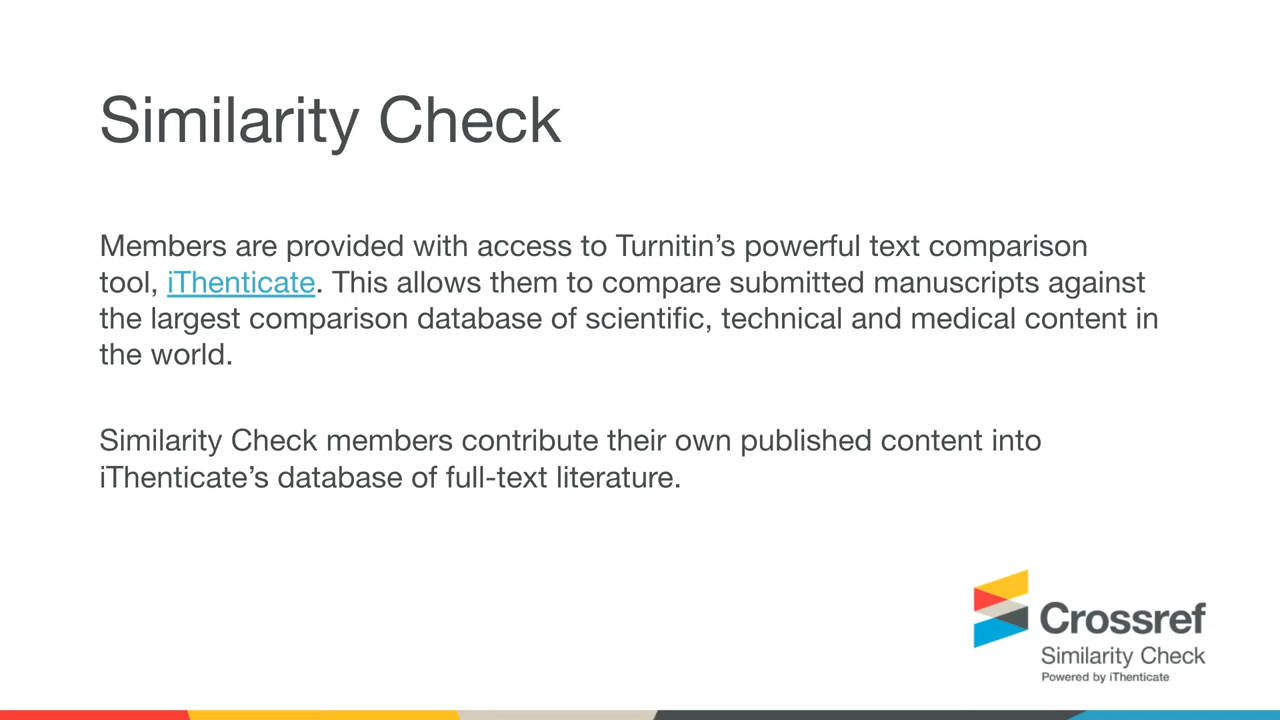 Similarity Check
Members are provided with access to Turnitin’s powerful text comparison
tool, iThenticate. This allows them to compare submitted manuscripts against
the largest comparison database of scientific, technical and medical content in
the world.
Similarity Check members contribute their own published content into
iThenticate’s database of full-text literature.
Crossref
Similarity Check
Powered by iThenticate